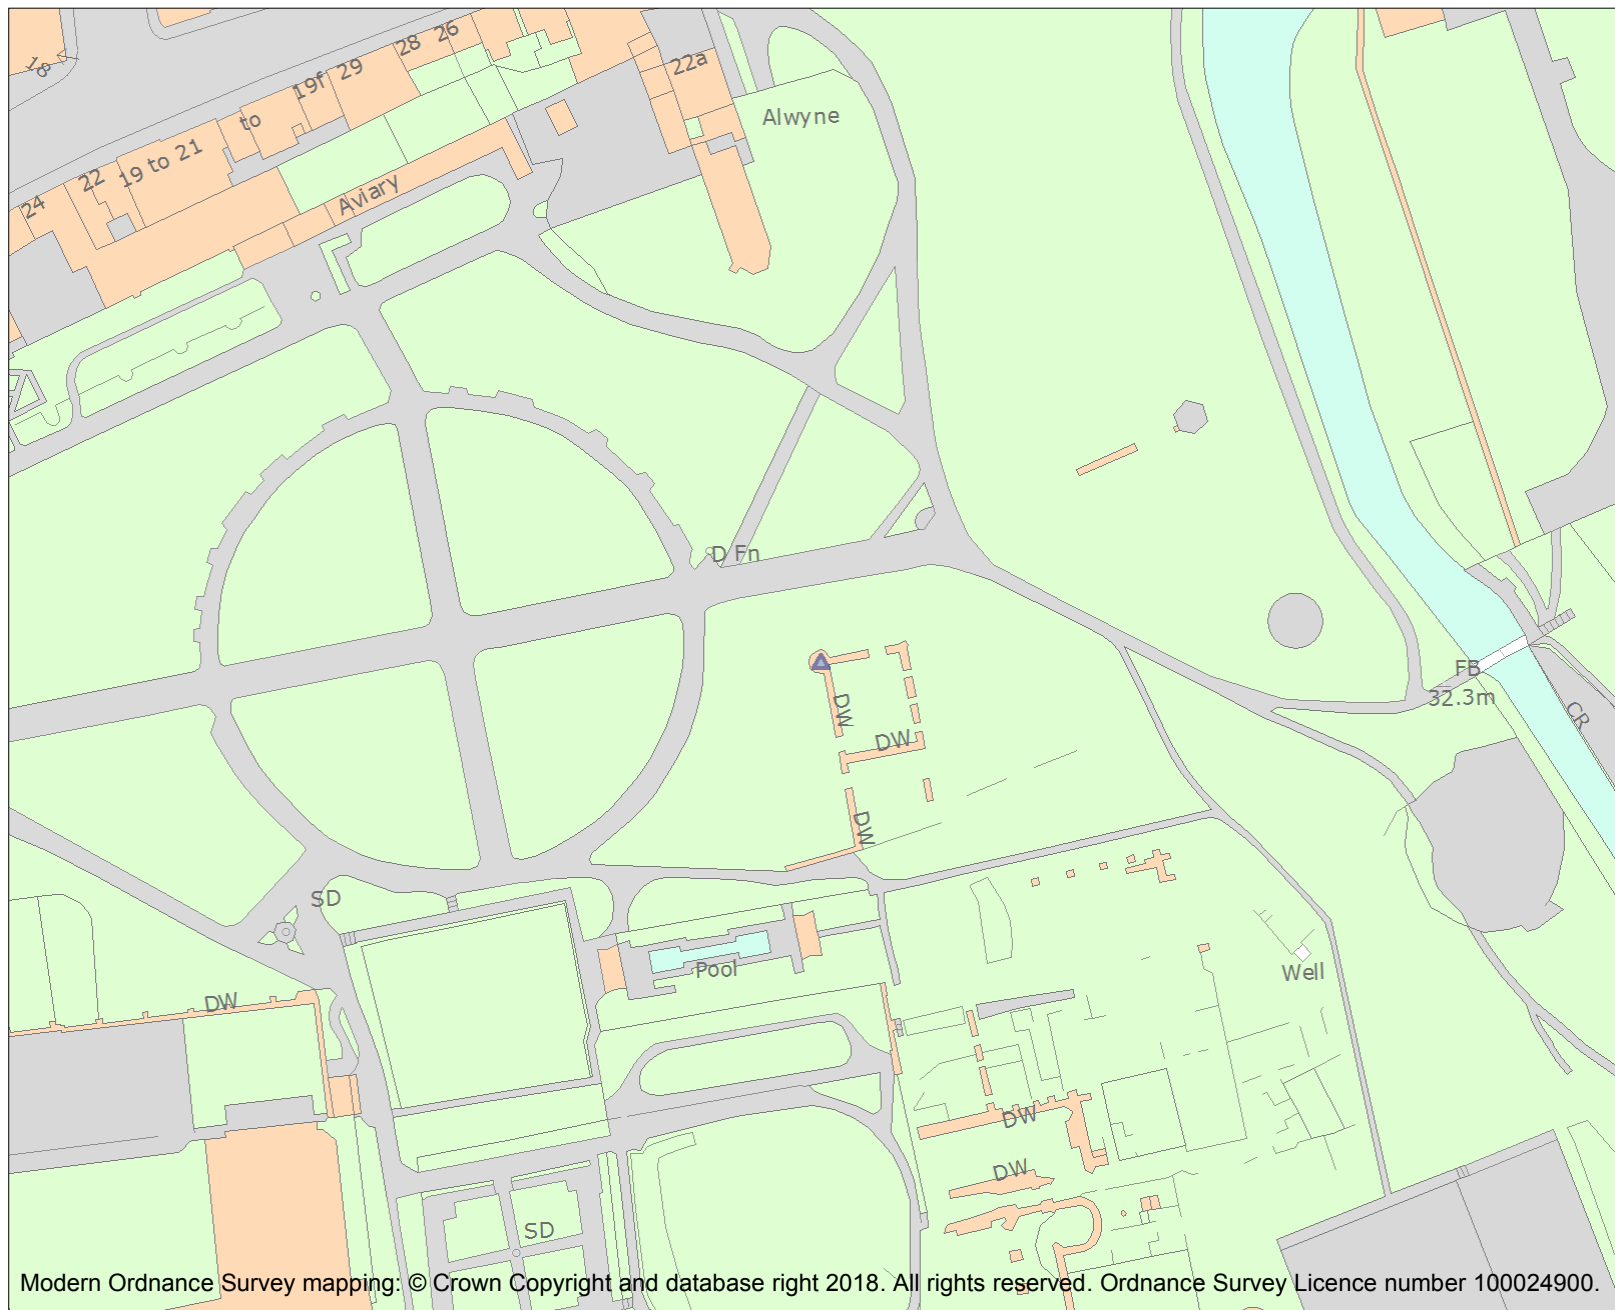 18
24
22
19 to 21
to
19f
29
28
26
22a
Alwyne
Aviary
D Fn
DW
DW
DW
FB
32.3m
CR
SD
DW
Pool
Well
DW
DW
SD
Modern Ordnance Survey mapping: © Crown Copyright and database right 2018. All rights reserved. Ordnance Survey Licence number 100024900.